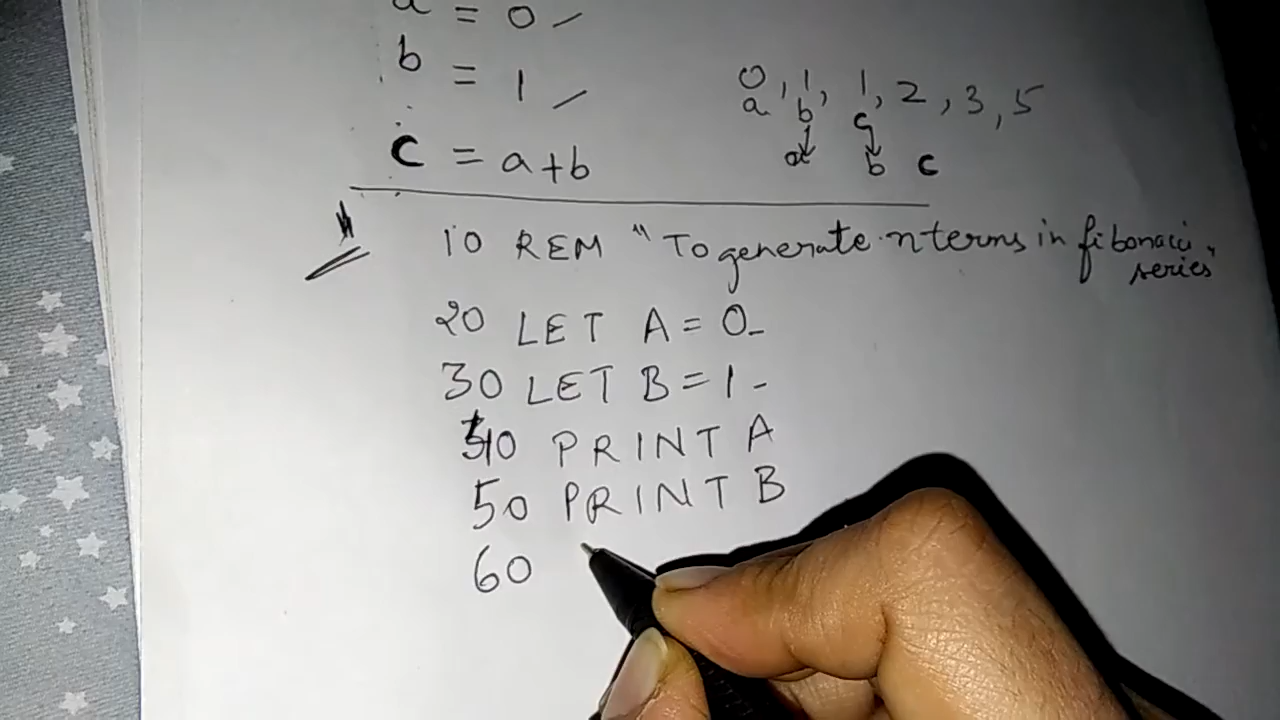 a = 0
b = 1
0, 1, 1, 2, 3, 5
a b c
c = a+b
a b c
10 REM "To generate n terms in fibonacci series"
20 LET A = 0
30 LET B = 1
40 PRINT A
50 PRINT B
60